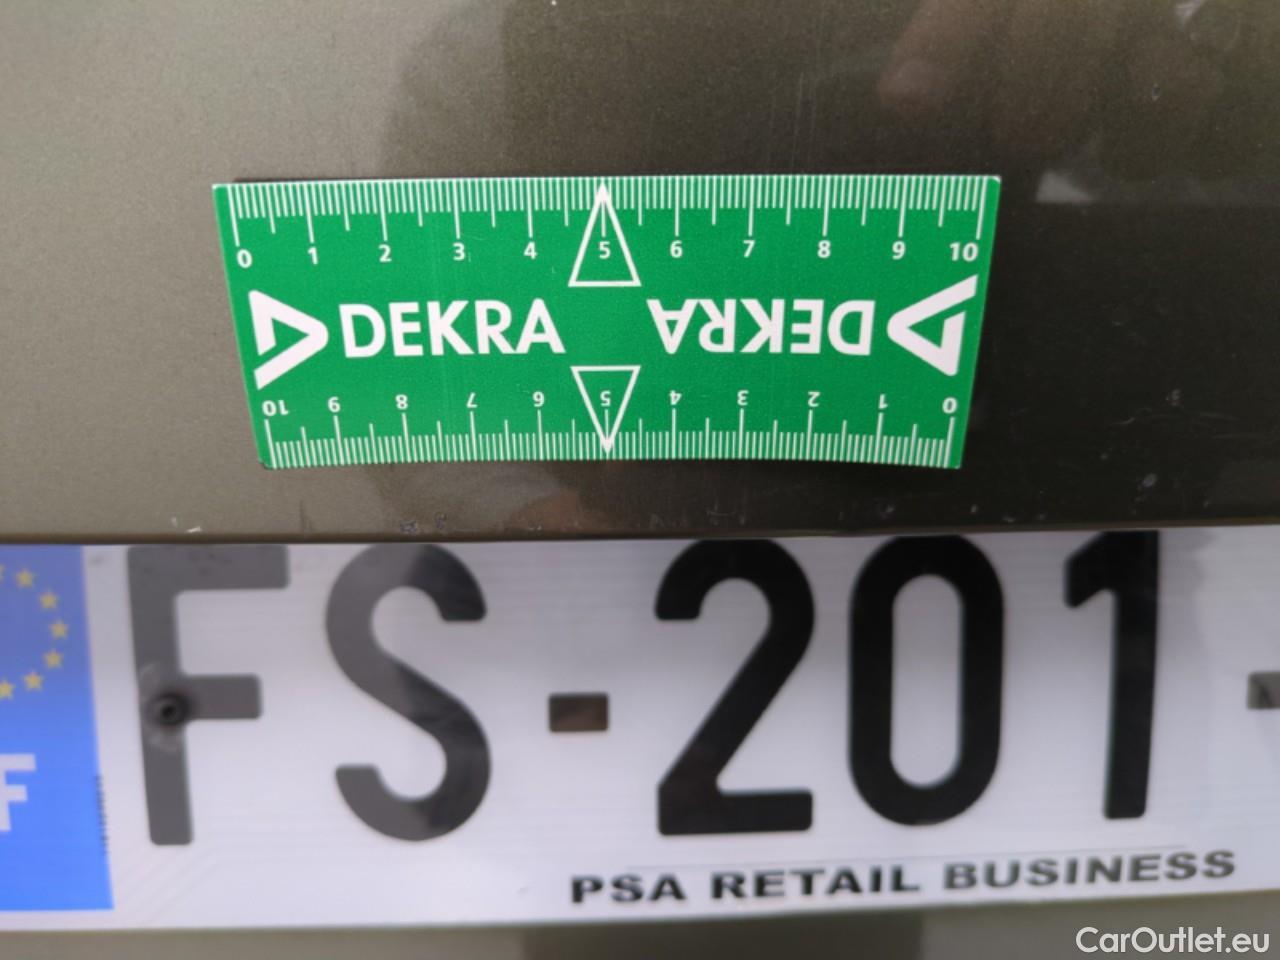 0 1 2 3 4 5 6 7 8 9 10
DEKRA DEKRA
10 9 8 7 6 5 4 3 2 1 0
F FS-201-
PSA RETAIL BUSINESS
CarOutlet.eu